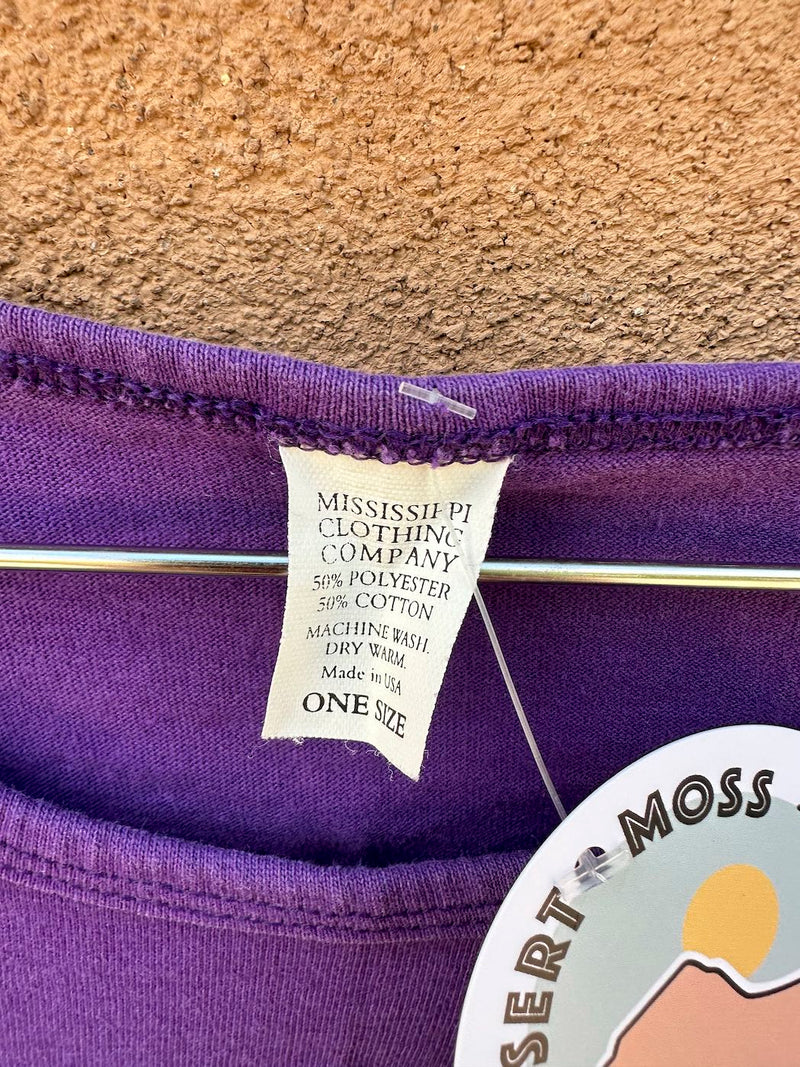 MISSISSIPPI
CLOTHING
COMPANY
50% POLYESTER
50% COTTON
MACHINE WASH.
DRY WARM.
Made in USA
ONE SIZE
SERT MOSS